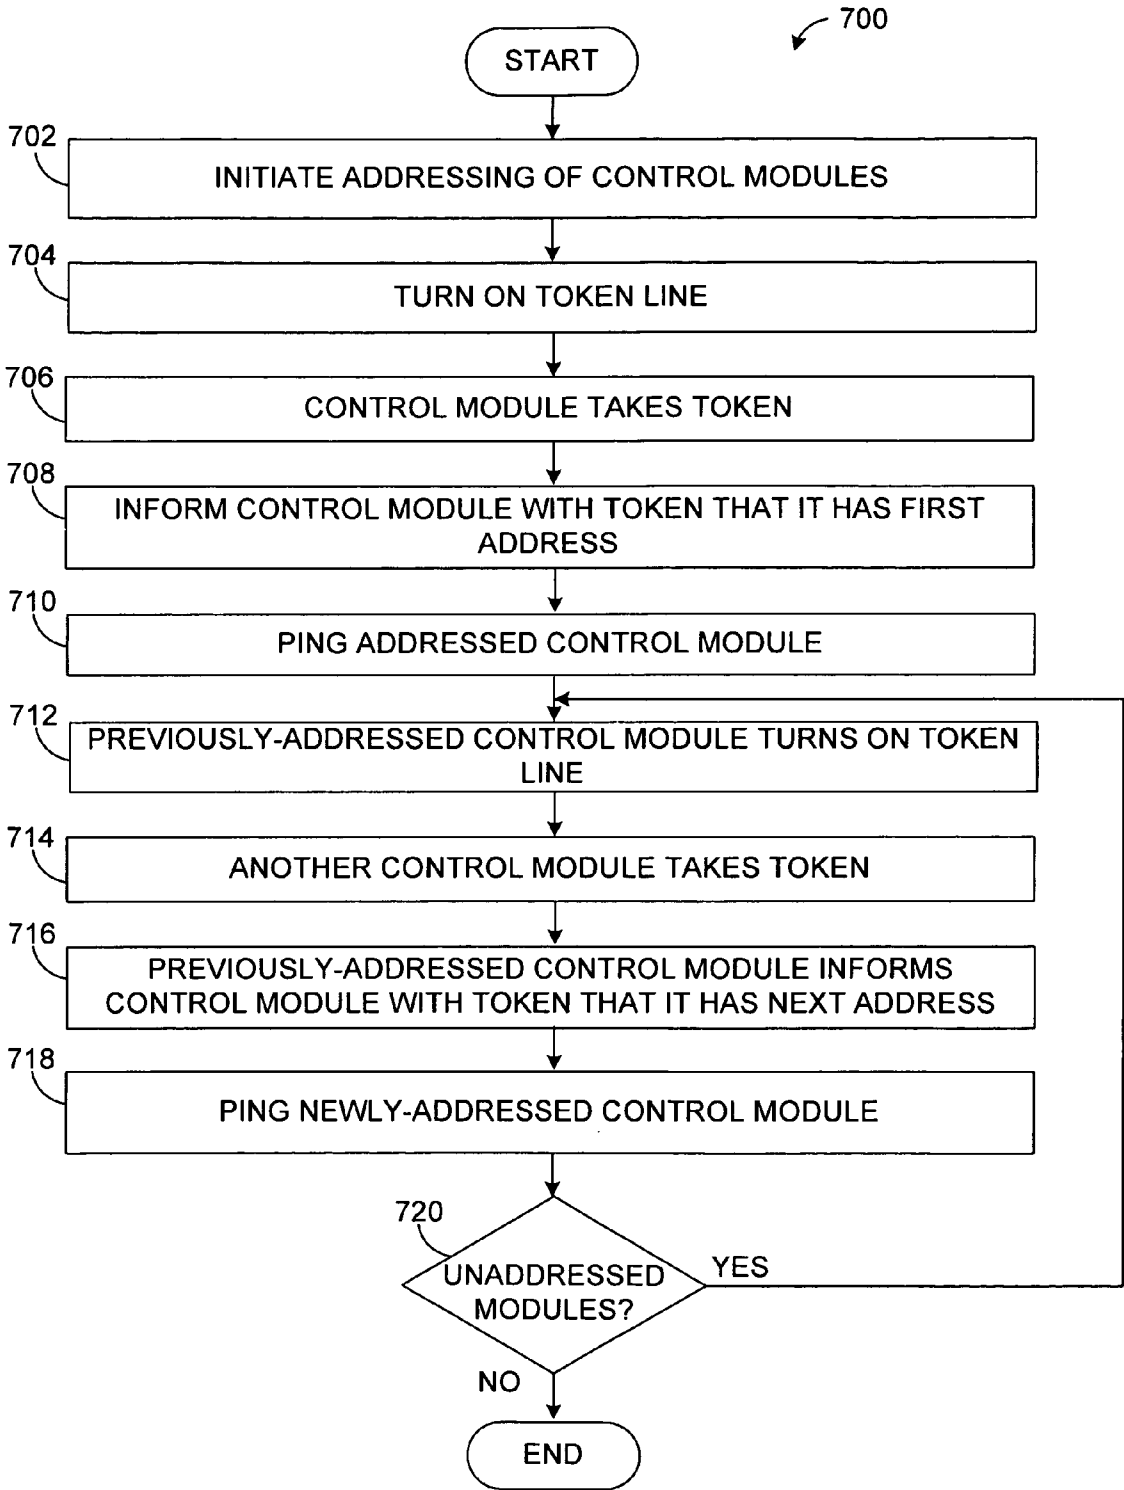 700
START
702
INITIATE ADDRESSING OF CONTROL MODULES
704
TURN ON TOKEN LINE
706
CONTROL MODULE TAKES TOKEN
708
INFORM CONTROL MODULE WITH TOKEN THAT IT HAS FIRST
ADDRESS
710
PING ADDRESSED CONTROL MODULE
712
PREVIOUSLY-ADDRESSED CONTROL MODULE TURNS ON TOKEN
LINE
714
ANOTHER CONTROL MODULE TAKES TOKEN
716
PREVIOUSLY-ADDRESSED CONTROL MODULE INFORMS
CONTROL MODULE WITH TOKEN THAT IT HAS NEXT ADDRESS
718
PING NEWLY-ADDRESSED CONTROL MODULE
720
UNADDRESSED
MODULES?
YES
NO
END